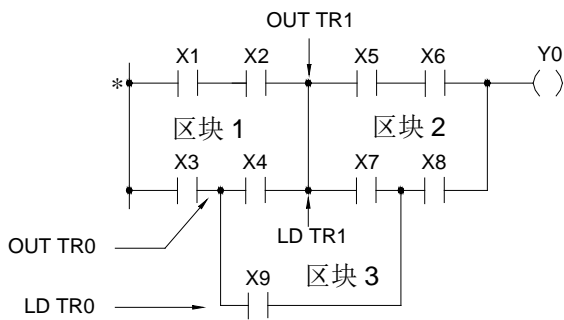 OUT TR1
X1 X2 X5 X6 Y0
*
区块 1 区块 2
X3 X4 X7 X8
OUT TR0 LD TR1
X9 区块 3
LD TR0